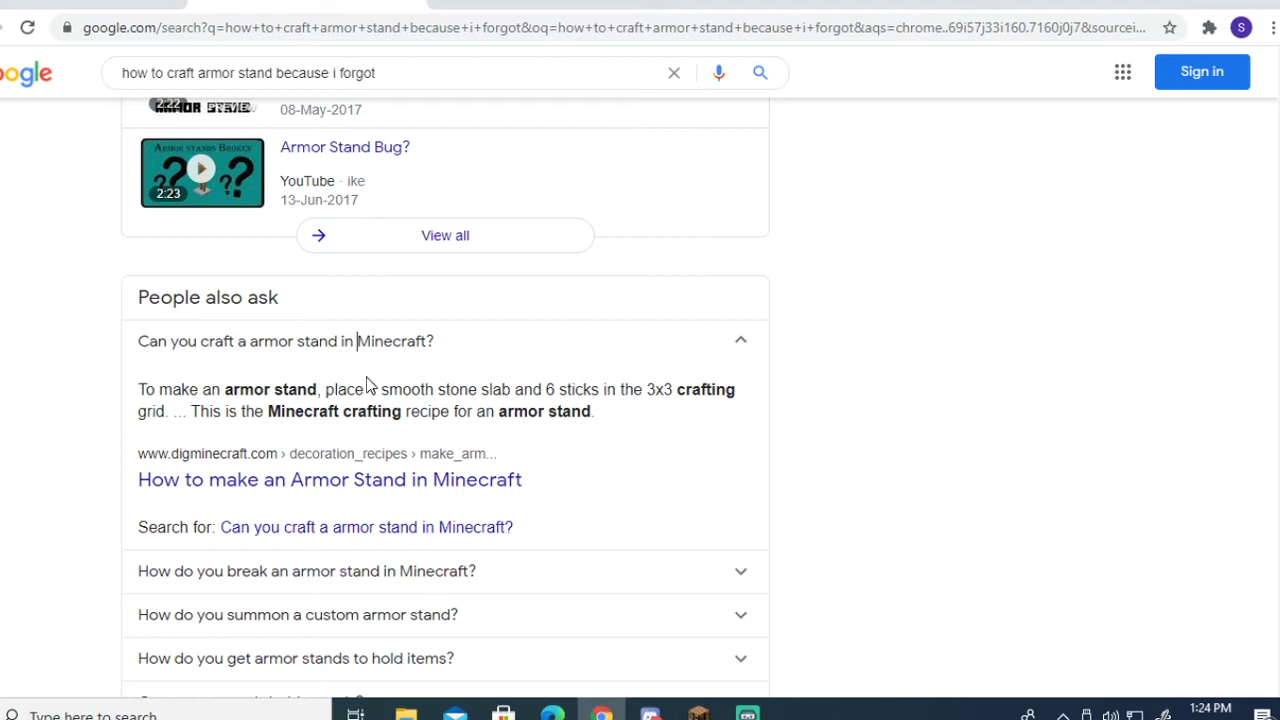 google.com/search?q=how+to+craft+armor+stand+because+i+forgot&oq=how+to+craft+armor+stand+because+i+forgot&aqs=chrome..69i57j33i160.7160j0j7&sourcei...
S
ogle
how to craft armor stand because i forgot
Sign in
2:22
ARMOR PREVIEW
08-May-2017
ARMOR STANDS BROKEN
??
??
2:23
Armor Stand Bug?
YouTube · ike
13-Jun-2017
View all
People also ask
Can you craft a armor stand in Minecraft?
To make an armor stand, place smooth stone slab and 6 sticks in the 3x3 crafting
grid. ... This is the Minecraft crafting recipe for an armor stand.
www.digminecraft.com › decoration_recipes › make_arm...
How to make an Armor Stand in Minecraft
Search for: Can you craft a armor stand in Minecraft?
How do you break an armor stand in Minecraft?
How do you summon a custom armor stand?
How do you get armor stands to hold items?
Type here to search
1:24 PM